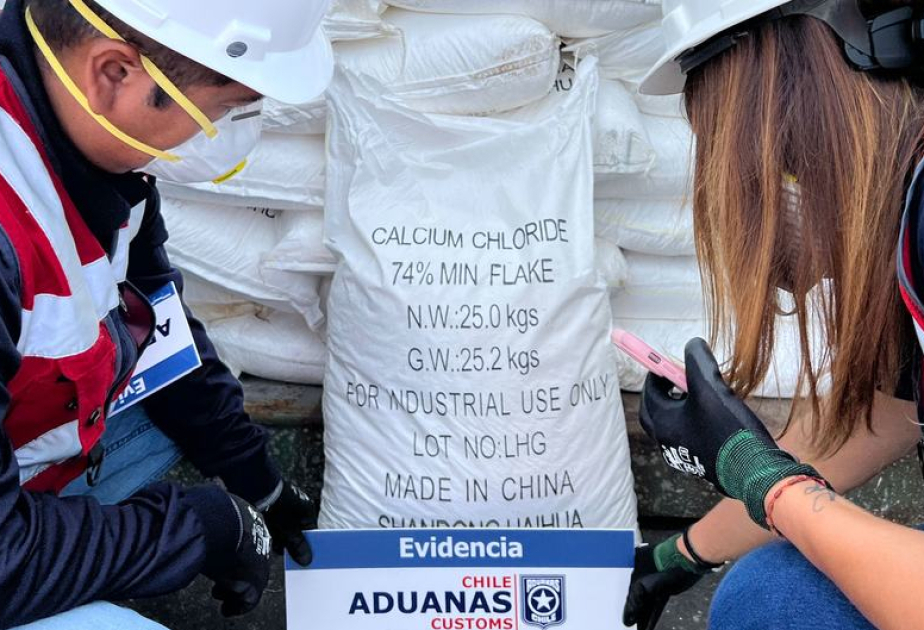 CALCIUM CHLORIDE
74% MIN FLAKE
N.W.:25.0 kgs
G.W.:25.2 kgs
FOR INDUSTRIAL USE ONLY
LOT NO:LHG
MADE IN CHINA
SHANDONG HAIHUA
Evidencia
CHILE
ADUANAS
CUSTOMS
Evi